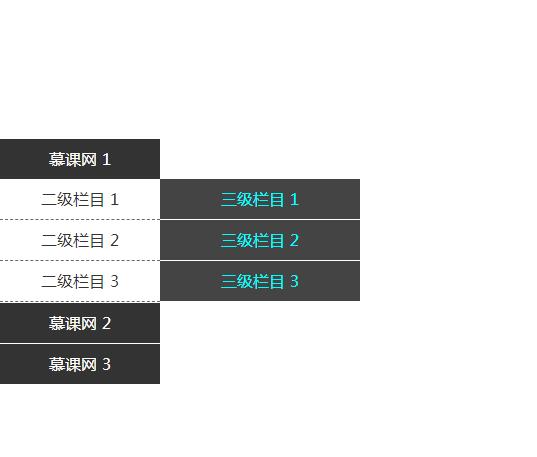 慕课网 1
二级栏目 1
三级栏目 1
二级栏目 2
三级栏目 2
二级栏目 3
三级栏目 3
慕课网 2
慕课网 3